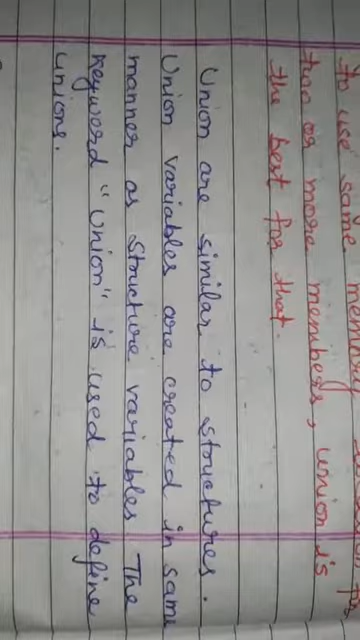 to use same memory
two or more members, union is
the best for that.
Union are similar to structures.
Union variables are created in same
manner as structure variables. The
keyword "union" is used to define
unions.